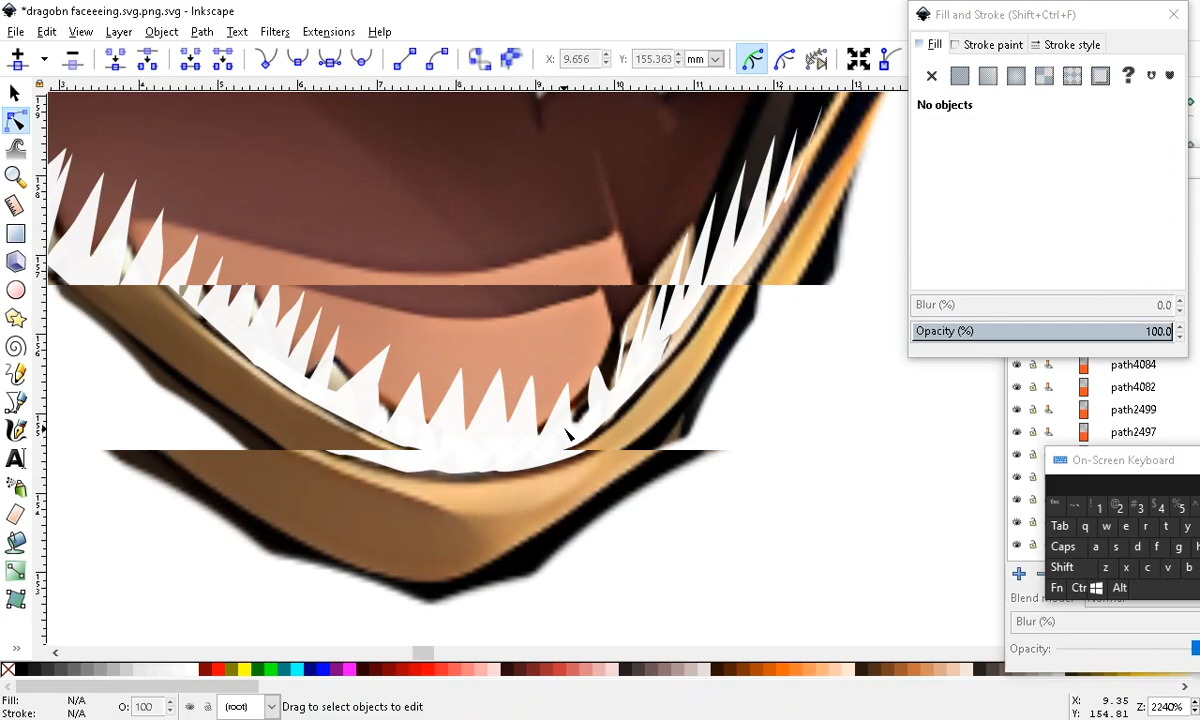 *dragobn faceeeing.svg.png.svg - Inkscape
File Edit View Layer Object Path Text Filters Extensions Help
X: 9.656 Y: 155.363 mm
Fill and Stroke (Shift+Ctrl+F)
Fill Stroke paint Stroke style
No objects
Blur (%) 0.0
Opacity (%) 100.0
path4084
path4082
path2499
path2497
On-Screen Keyboard
Esc ~` ! 1 @ 2 # 3 $ 4 % 5
Tab q w e r t y
Caps a s d f g h
Shift z x c v b
Fn Ctr Alt
Blur (%)
Opacity:
Fill: N/A
Stroke: N/A
O: 100
(root)
Drag to select objects to edit
X: 9.35
Y: 154.81
Z: 2240%